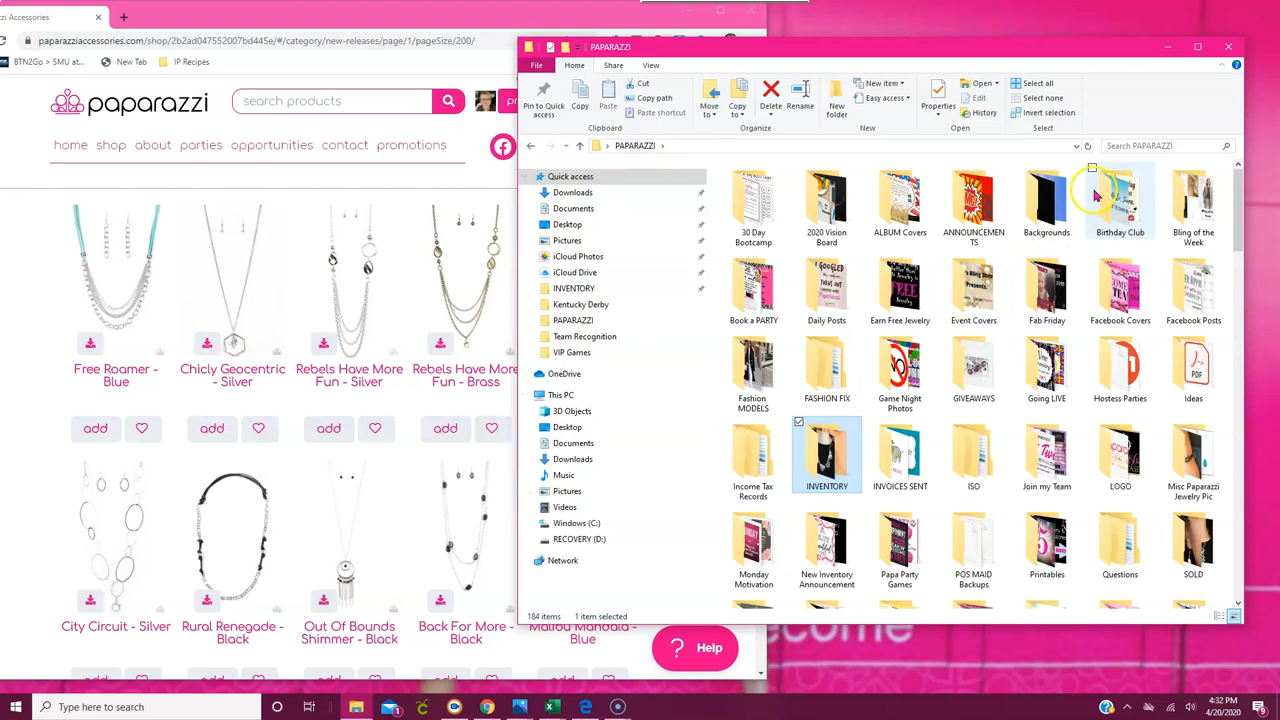 zi Accessories
paparazziaccessories.com/shop/2b2ad047552007bd445e/#/category/new-releases/page/1/pageSize/200/
BTN2Go > SMU at...
New Tab
IP Recipes
paparazzi
search products
home shop about parties opportunities contact promotions
Free Roamer - Blue
Chicly Geocentric - Silver
Rebels Have More Fun - Silver
Rebels Have More Fun - Brass
add add add add
City Circuit - Silver
Rural Renegade - Black
Out Of Bounds Shimmer - Black
Back For More - Black
Malibu Mandala - Blue
? Help
PAPARAZZI
File Home Share View
Pin to Quick access
Copy
Paste
Cut
Copy path
Paste shortcut
Clipboard
Move to
Copy to
Delete
Rename
Organize
New folder
New item
Easy access
New
Properties
Open
Edit
History
Open
Select all
Select none
Invert selection
Select
PAPARAZZI
Search PAPARAZZI
Quick access
Downloads
Documents
Desktop
Pictures
iCloud Photos
iCloud Drive
INVENTORY
Kentucky Derby
PAPARAZZI
Team Recognition
VIP Games
OneDrive
This PC
3D Objects
Desktop
Documents
Downloads
Music
Pictures
Videos
Windows (C:)
RECOVERY (D:)
Network
30 Day Bootcamp
2020 Vision Board
ALBUM Covers
ANNOUNCEMENTS
Backgrounds
Birthday Club
Bling of the Week
Book a PARTY
Daily Posts
Earn Free Jewelry
Event Covers
Fab Friday
Facebook Covers
Facebook Posts
Fashion MODELS
FASHION FIX
Game Night Photos
GIVEAWAYS
Going LIVE
Hostess Parties
Ideas
Income Tax Records
INVENTORY
INVOICES SENT
ISO
Join my Team
LOGO
Misc Paparazzi Jewelry Pic
Monday Motivation
New Inventory Announcement
Papa Party Games
POS MAID Backups
Printables
Questions
SOLD
184 items
1 item selected
Type here to search
4:32 PM
4/20/2020